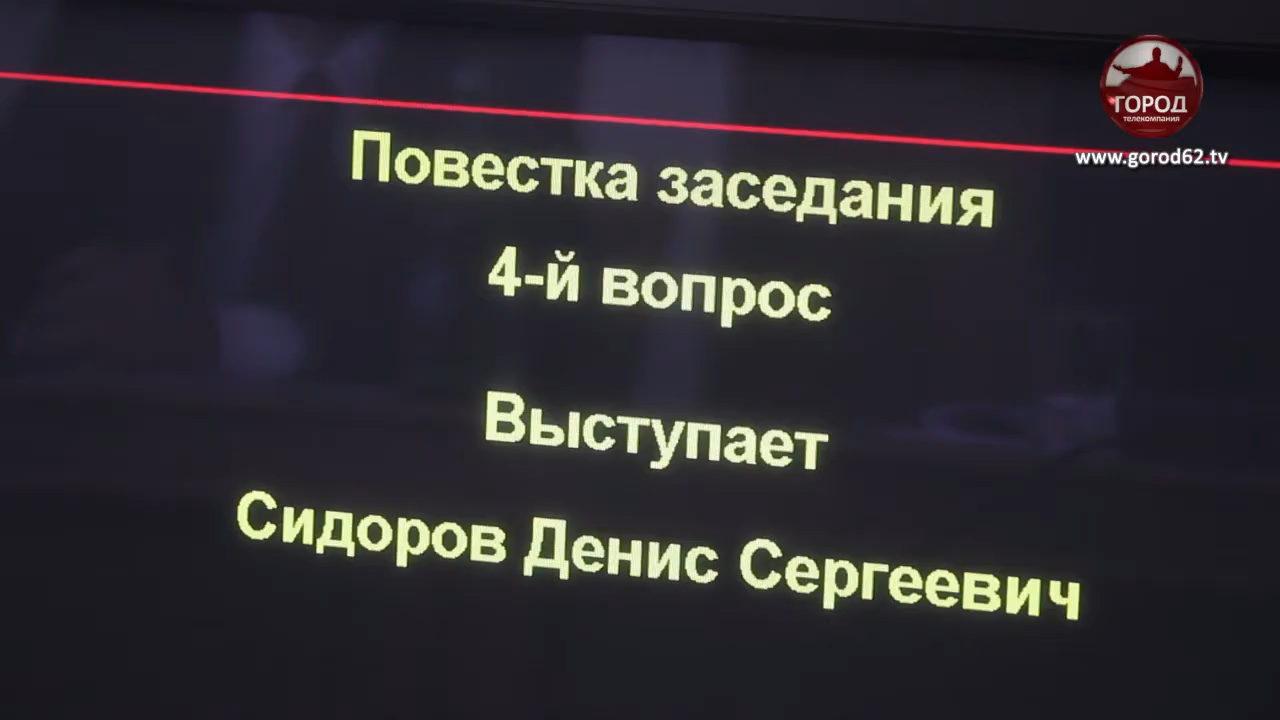 ГОРОД
телекомпания
www.gorod62.tv
Повестка заседания
4-й вопрос
Выступает
Сидоров Денис Сергеевич